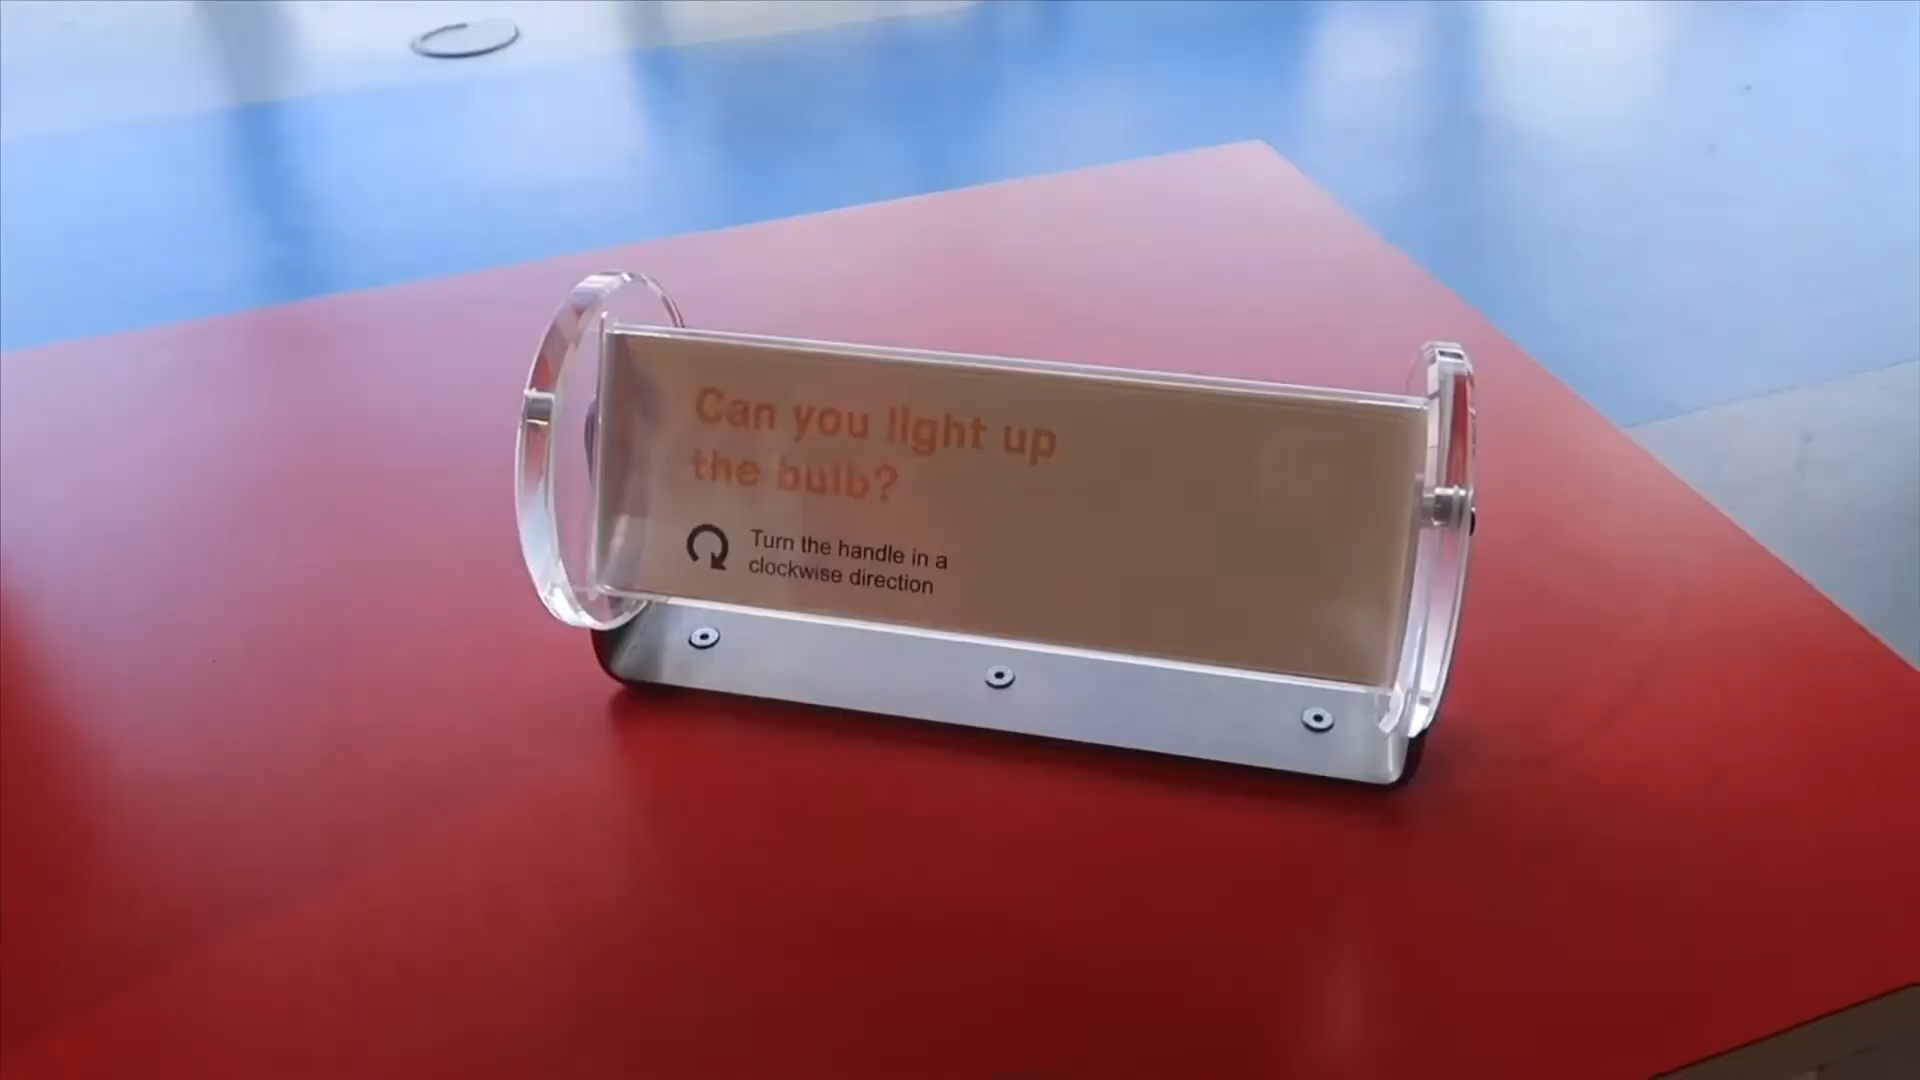 Can you light up
the bulb?
Turn the handle in a
clockwise direction